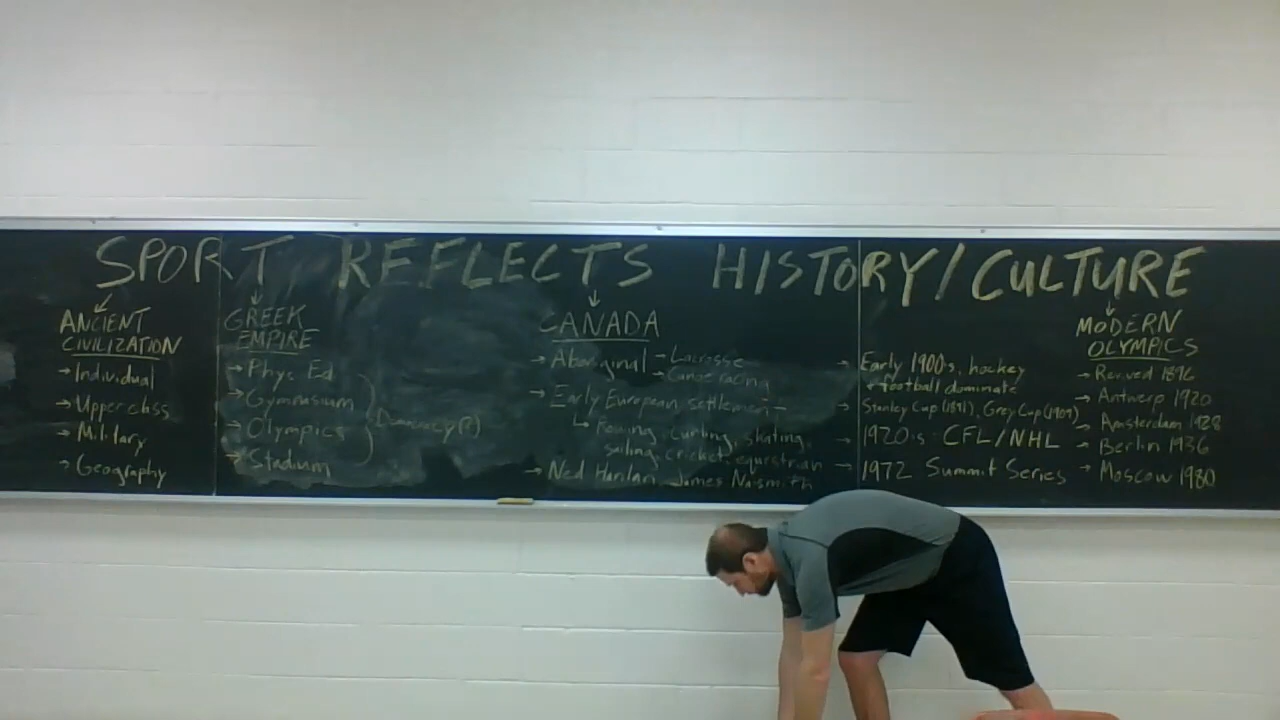 SPORT REFLECTS HISTORY/CULTURE
ANCIENT
CIVILIZATION
→ Individual
→ Upper class
→ Military
→ Geography
GREEK
EMPIRE
→ Phys Ed
→ Gymnasium
→ Olympics
→ Stadium
Democracy(?)
CANADA
→ Aboriginal → Lacrosse
→ Canoe racing
→ Early European settlement
↳ Rowing, curling, skating,
sailing, cricket, equestrian
→ Ned Hanlan, James Naismith
→ Early 1900s, hockey
+ football dominate
→ Stanley Cup (1891), Grey Cup (1909)
→ 1920s: CFL/NHL
→ 1972 Summit Series
MODERN
OLYMPICS
→ Revived 1896
→ Antwerp 1920
→ Amsterdam 1928
→ Berlin 1936
→ Moscow 1980